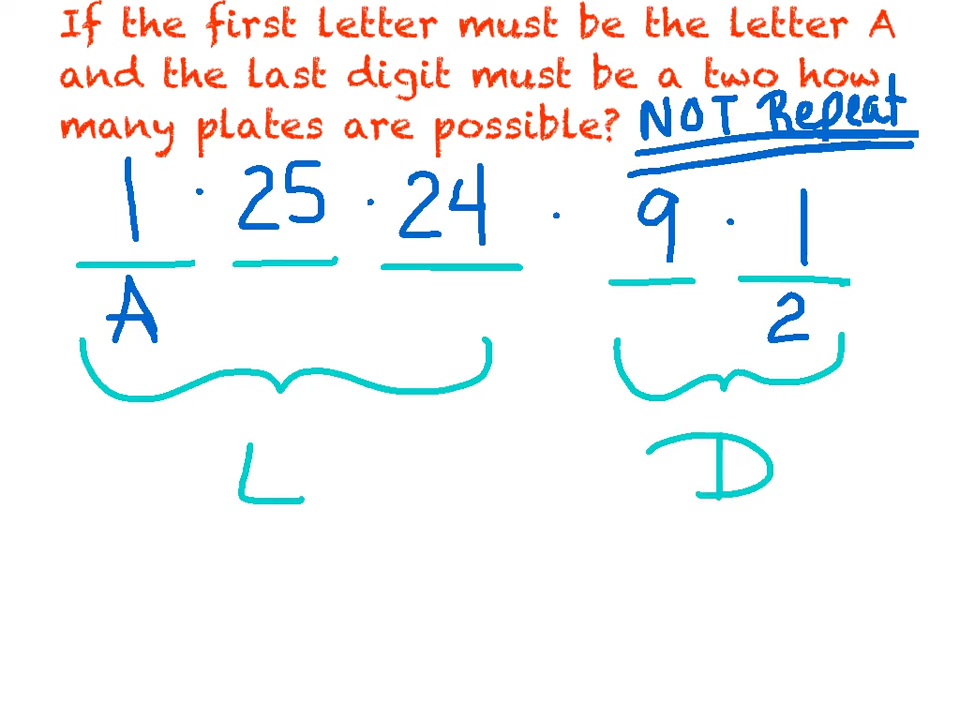 If the first letter must be the letter A
and the last digit must be a two how
many plates are possible? NOT Repeat
1 · 25 · 24 · 9 · 1
A 2
L D